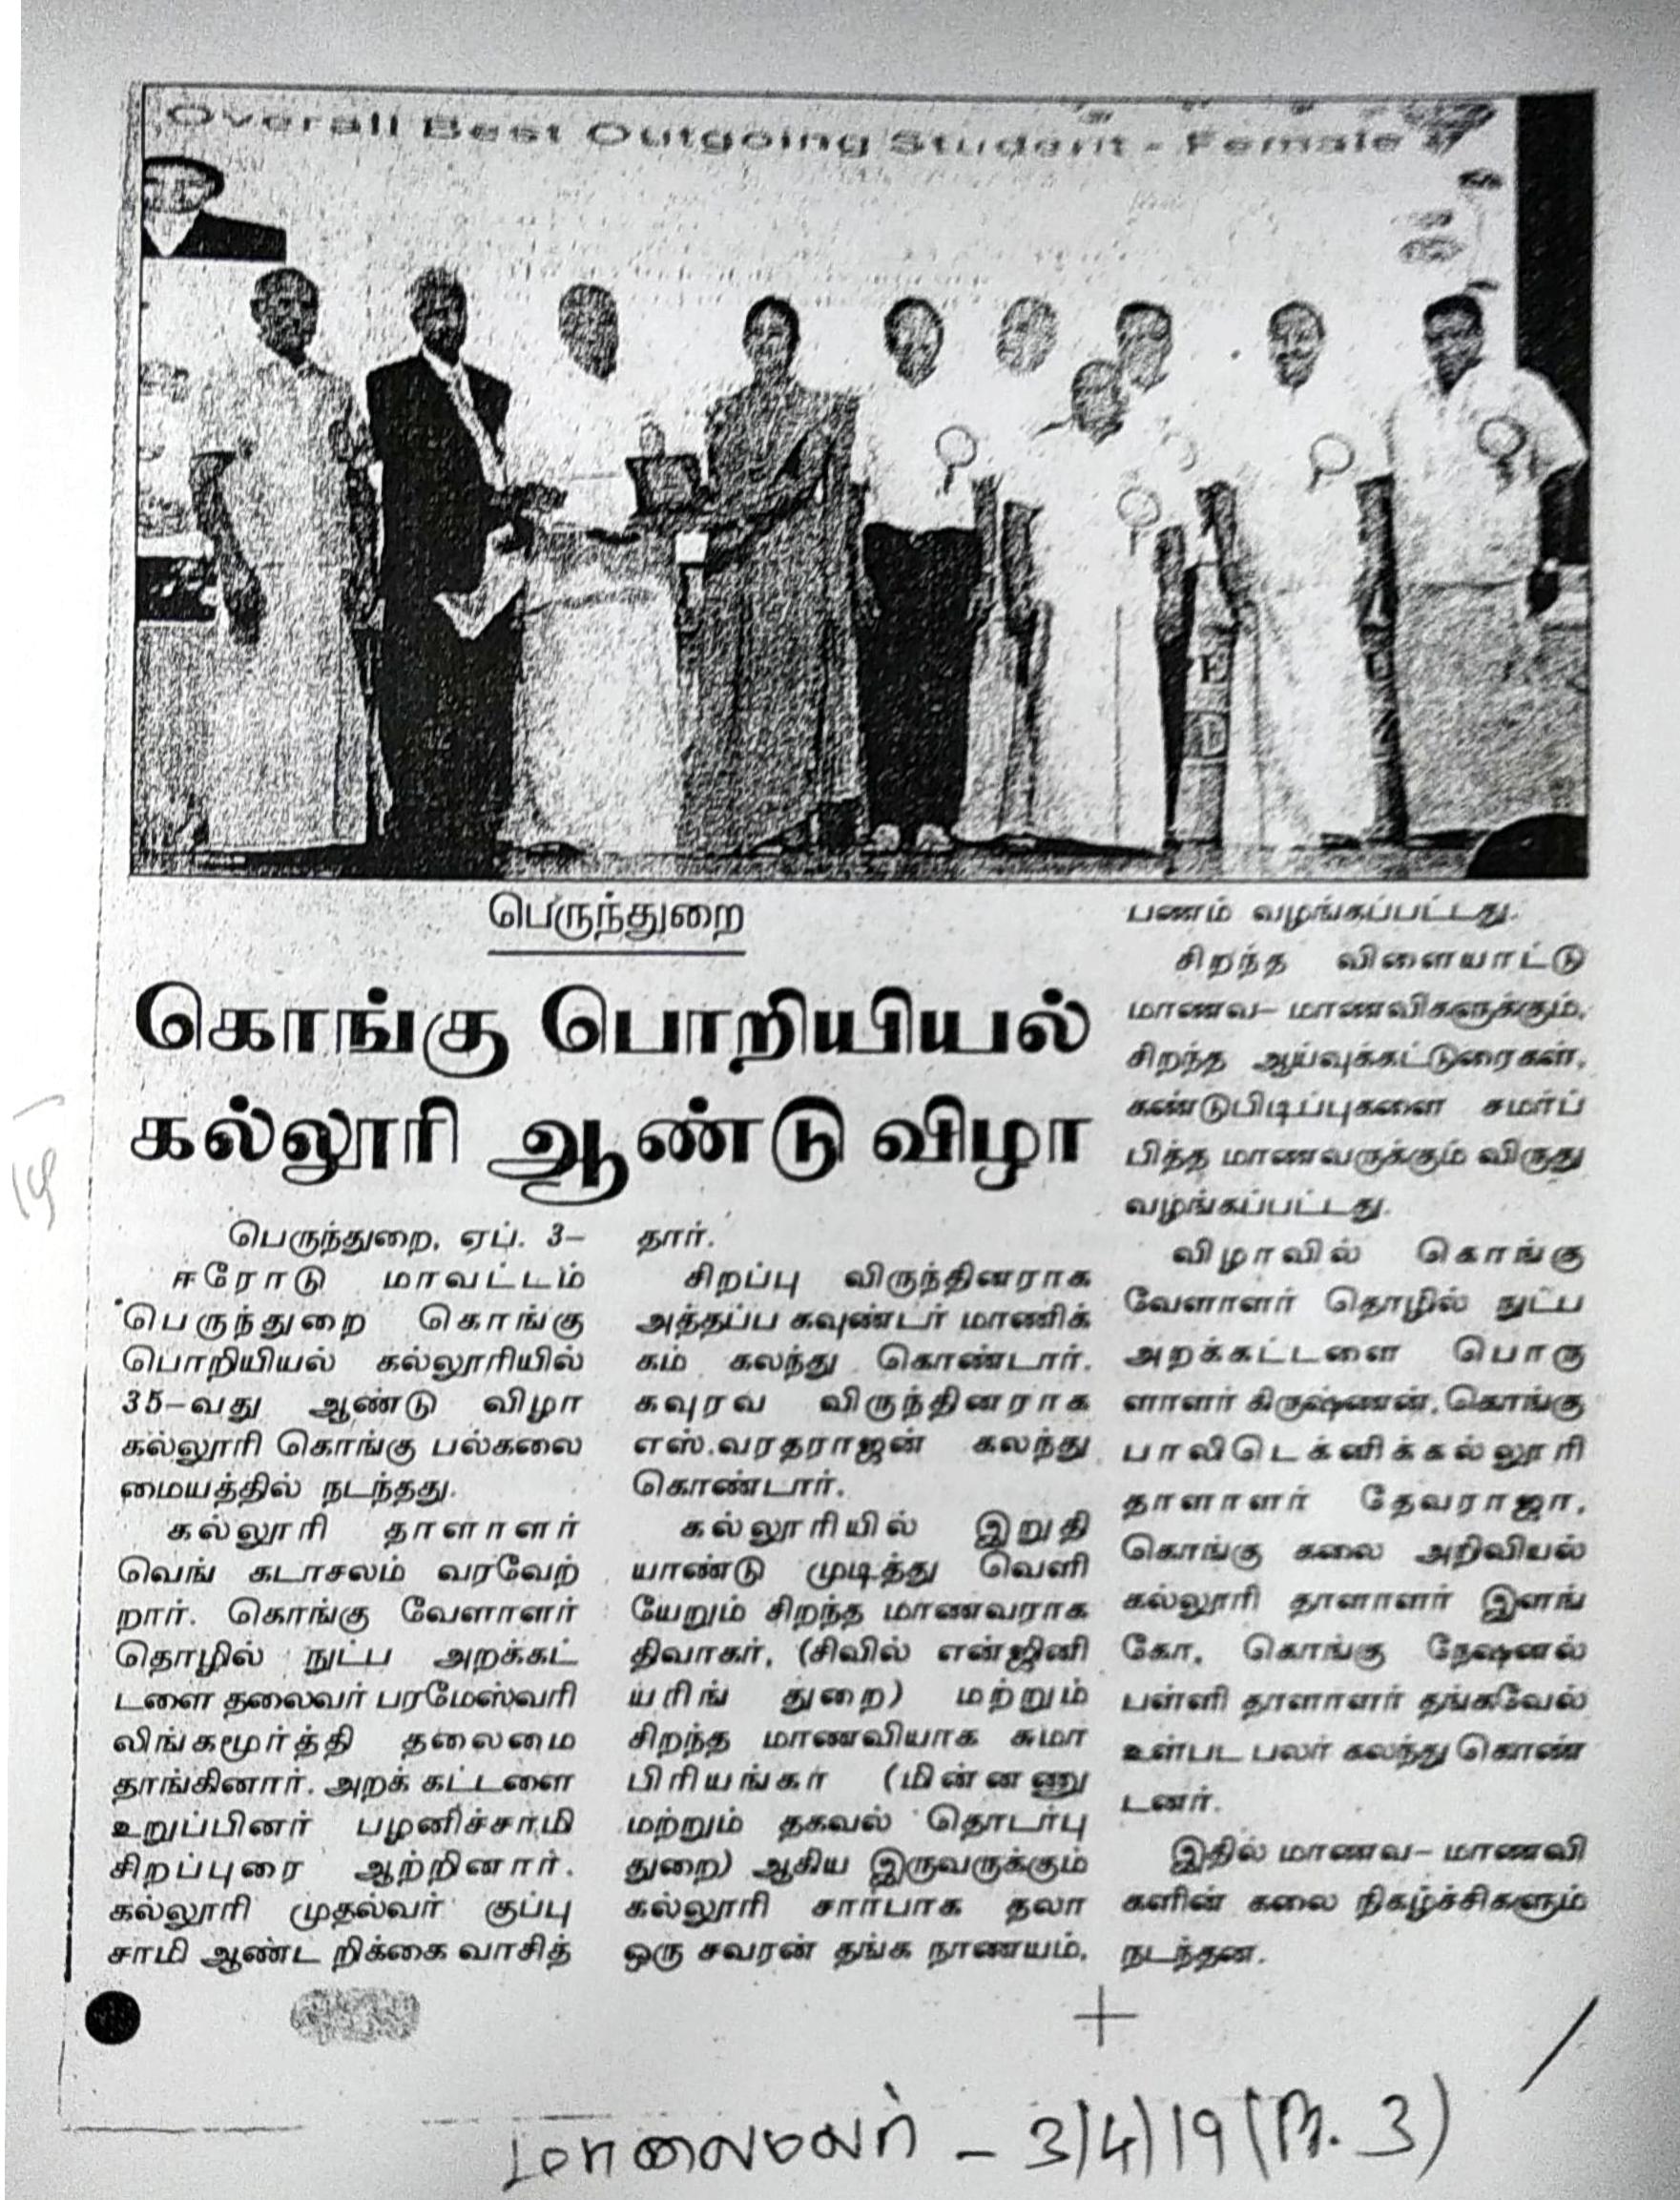 Overall Best Outgoing Student - Female
பெருந்துறை
கொங்கு பொறியியல்
கல்லூரி ஆண்டு விழா
பெருந்துறை, ஏப். 3–
ஈரோடு மாவட்டம்
பெருந்துறை கொங்கு
பொறியியல் கல்லூரியில்
35–வது ஆண்டு விழா
கல்லூரி கொங்கு பல்கலை
மையத்தில் நடந்தது.
கல்லூரி தாளாளர்
வெங் கடாசலம் வரவேற்
றார். கொங்கு வேளாளர்
தொழில் நுட்ப அறக்கட்
டளை தலைவர் பரமேஸ்வரி
லிங்கமூர்த்தி தலைமை
தாங்கினார். அறக் கட்டளை
உறுப்பினர் பழனிச்சாமி
சிறப்புரை ஆற்றினார்.
கல்லூரி முதல்வர் குப்பு
சாமி ஆண்ட றிக்கை வாசித்
தார்.
சிறப்பு விருந்தினராக
அத்தப்ப கவுண்டர் மாணிக்
கம் கலந்து கொண்டார்.
கவுரவ விருந்தினராக
எஸ்.வரதராஜன் கலந்து
கொண்டார்.
கல்லூரியில் இறுதி
யாண்டு முடித்து வெளி
யேறும் சிறந்த மாணவராக
திவாகர், (சிவில் என்ஜினி
யரிங் துறை) மற்றும்
சிறந்த மாணவியாக சுமா
பிரியங்கா (மின்னணு
மற்றும் தகவல் தொடர்பு
துறை) ஆகிய இருவருக்கும்
கல்லூரி சார்பாக தலா
ஒரு சவரன் தங்க நாணயம்,
பணம் வழங்கப்பட்டது.
சிறந்த விளையாட்டு
மாணவ– மாணவிகளுக்கும்,
சிறந்த ஆய்வுக்கட்டுரைகள்,
கண்டுபிடிப்புகளை சமர்ப்
பித்த மாணவருக்கும் விருது
வழங்கப்பட்டது.
விழாவில் கொங்கு
வேளாளர் தொழில் நுட்ப
அறக்கட்டளை பொரு
ளாளர் கிருஷ்ணன், கொங்கு
பாலிடெக்னிக்கல்லூரி
தாளாளர் தேவராஜா,
கொங்கு கலை அறிவியல்
கல்லூரி தாளாளர் இளங்
கோ, கொங்கு நேஷனல்
பள்ளி தாளாளர் தங்கவேல்
உள்பட பலர் கலந்து கொண்
டனர்.
இதில் மாணவ– மாணவி
களின் கலை நிகழ்ச்சிகளும்
நடந்தன.
மாலைமலர் – 3/4/19 (ப. 3)